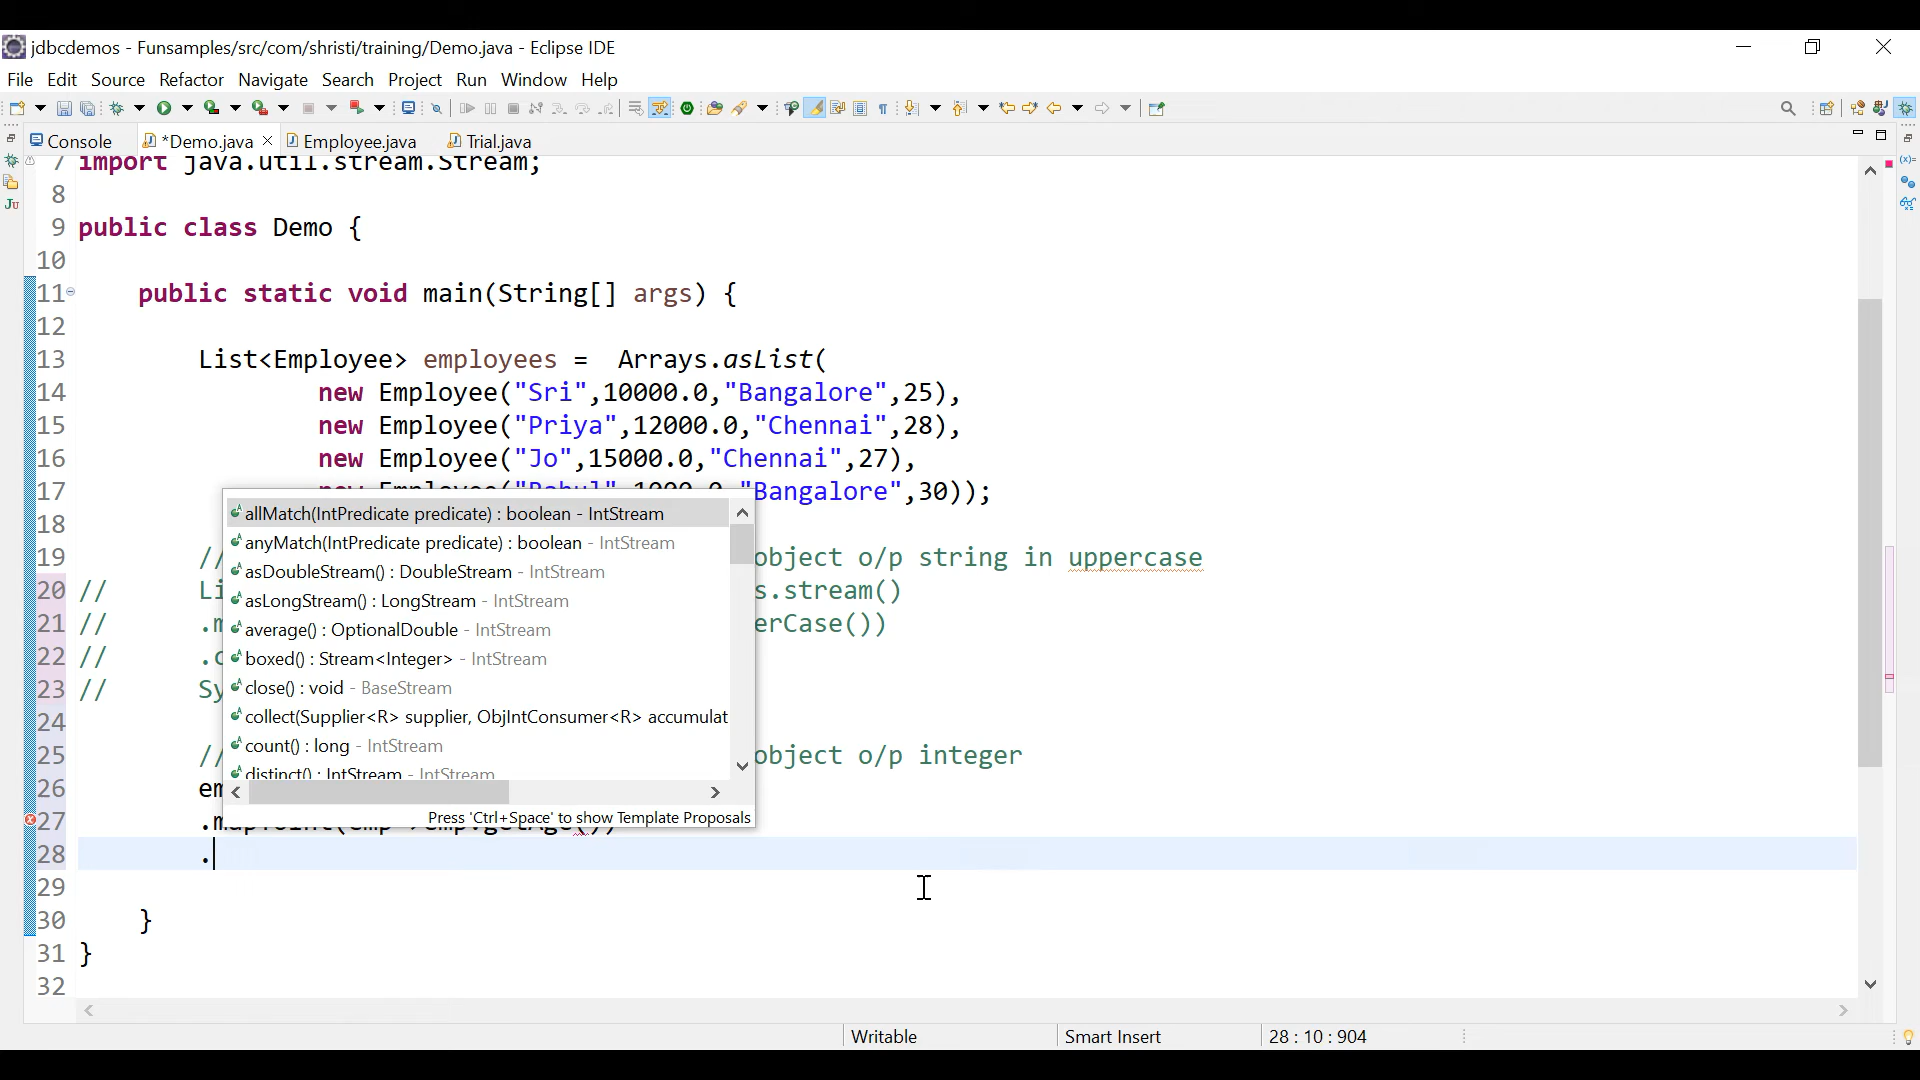 jdbcdemos - Funsamples/src/com/shristi/training/Demo.java - Eclipse IDE
File Edit Source Refactor Navigate Search Project Run Window Help
Console *Demo.java Employee.java Trial.java
7 import java.util.stream.Stream;
8
9 public class Demo {
10
11 public static void main(String[] args) {
12
13 List<Employee> employees = Arrays.asList(
14 new Employee("Sri",10000.0,"Bangalore",25),
15 new Employee("Priya",12000.0,"Chennai",28),
16 new Employee("Jo",15000.0,"Chennai",27),
17 "Bangalore",30));
18
19 // object o/p string in uppercase
20 // Li s.stream()
21 // .m erCase())
22 // .c
23 // Sy
24
25 // object o/p integer
26 em
27
28 .
29
30 }
31 }
32
allMatch(IntPredicate predicate) : boolean - IntStream
anyMatch(IntPredicate predicate) : boolean - IntStream
asDoubleStream() : DoubleStream - IntStream
asLongStream() : LongStream - IntStream
average() : OptionalDouble - IntStream
boxed() : Stream<Integer> - IntStream
close() : void - BaseStream
collect(Supplier<R> supplier, ObjIntConsumer<R> accumulat
count() : long - IntStream
distinct() : IntStream - IntStream
Press 'Ctrl+Space' to show Template Proposals
Writable Smart Insert 28 : 10 : 904